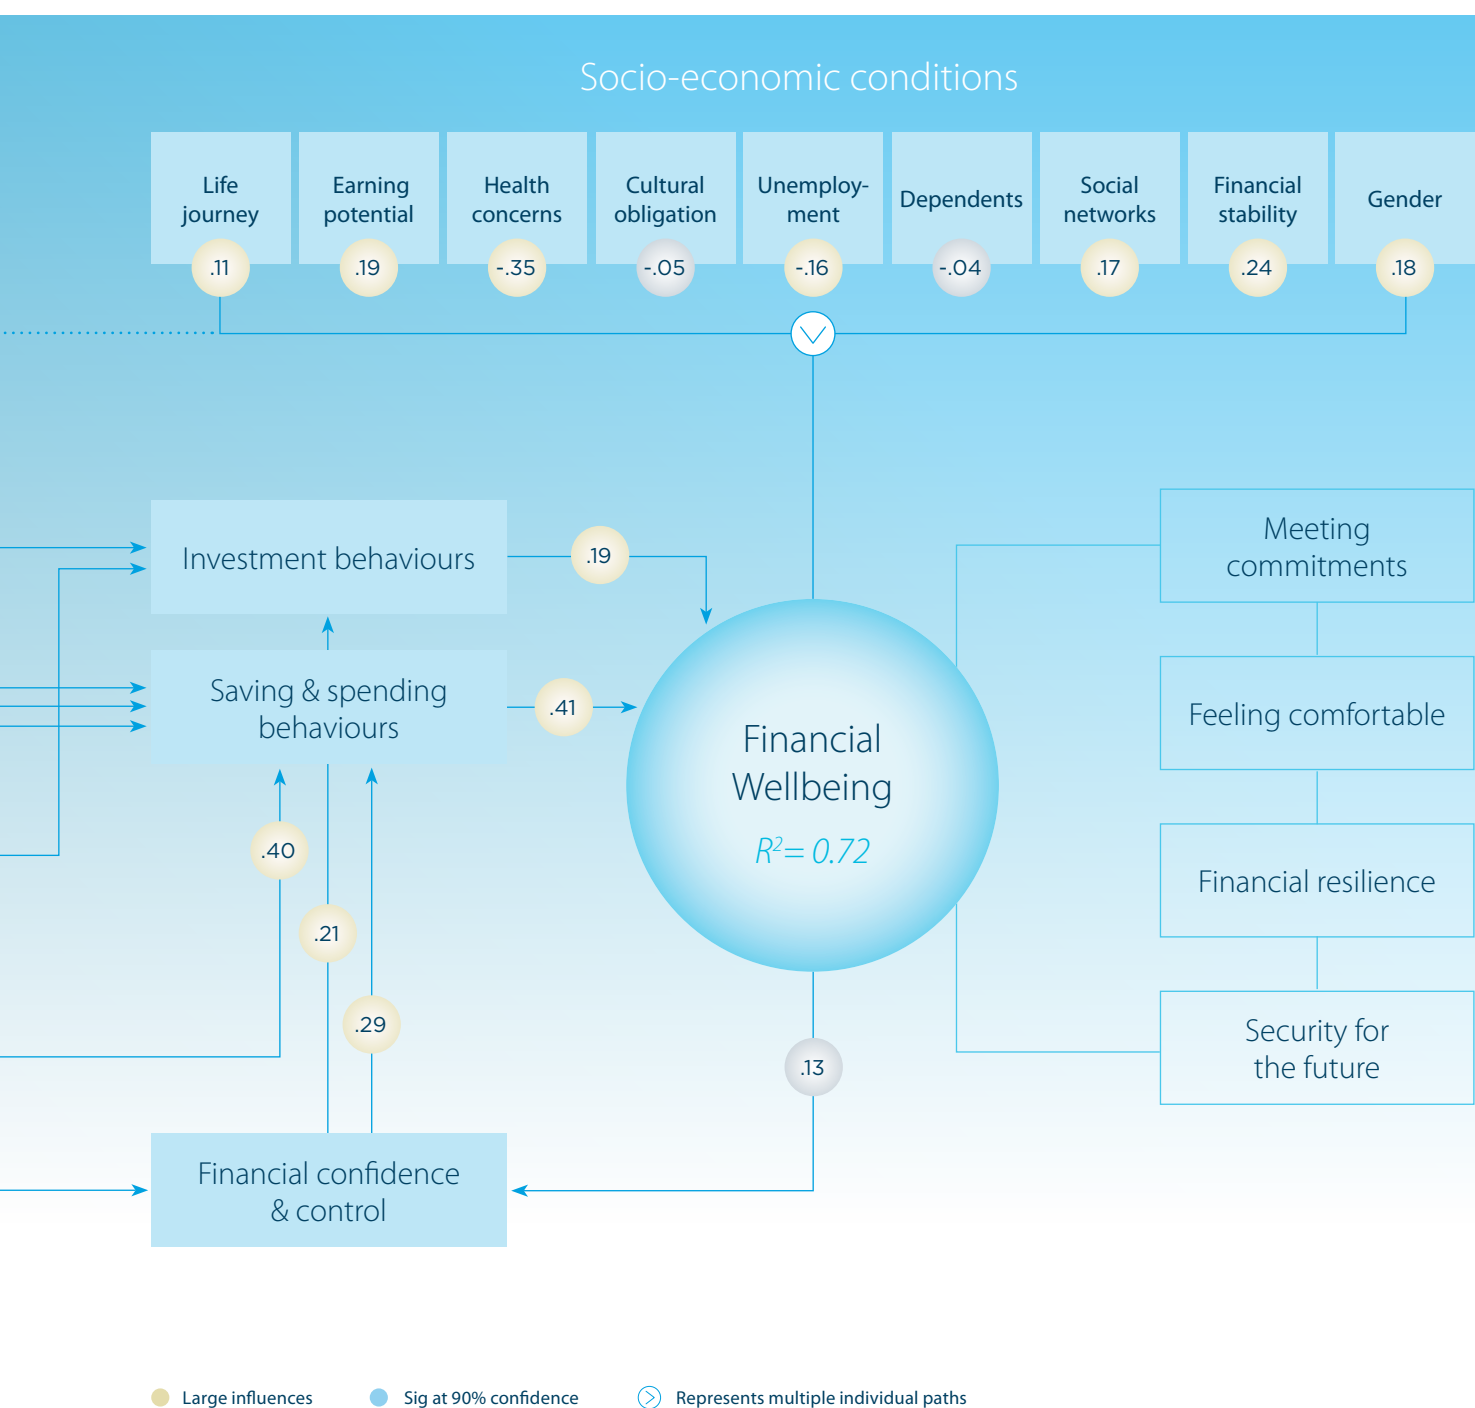 Socio-economic conditions
Life
journey
.11
Earning
potential
.19
Health
concerns
-.35
Cultural
obligation
-.05
Unemploy-
ment
-.16
Dependents
-.04
Social
networks
.17
Financial
stability
.24
Gender
.18
Investment behaviours
.19
Saving & spending
behaviours
.41
Financial
Wellbeing
R²= 0.72
Meeting
commitments
Feeling comfortable
Financial resilience
Security for
the future
.40
.21
.29
.13
Financial confidence
& control
Large influences
Sig at 90% confidence
Represents multiple individual paths